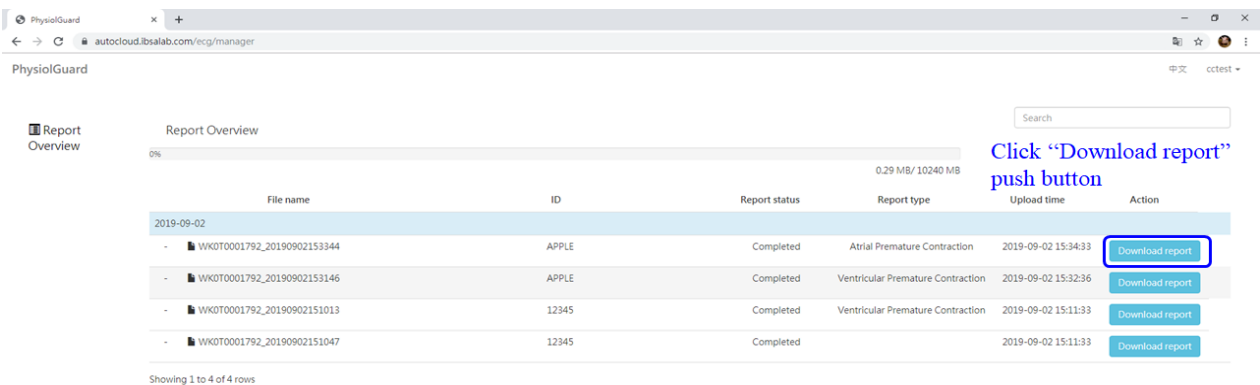 PhysiolGuard
autocloud.ibsalab.com/ecg/manager
PhysiolGuard 中文 cctest
Search
Report Overview
Report Overview
0%
Click “Download report” push button
0.29 MB/ 10240 MB
File name ID Report status Report type Upload time Action
2019-09-02
- WK0T0001792_20190902153344 APPLE Completed Atrial Premature Contraction 2019-09-02 15:34:33 Download report
- WK0T0001792_20190902153146 APPLE Completed Ventricular Premature Contraction 2019-09-02 15:32:36 Download report
- WK0T0001792_20190902151013 12345 Completed Ventricular Premature Contraction 2019-09-02 15:11:33 Download report
- WK0T0001792_20190902151047 12345 Completed 2019-09-02 15:11:33 Download report
Showing 1 to 4 of 4 rows